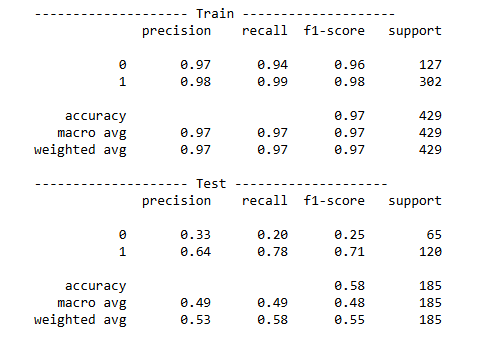 -------------------- Train --------------------
precision recall f1-score support
0 0.97 0.94 0.96 127
1 0.98 0.99 0.98 302
accuracy 0.97 429
macro avg 0.97 0.97 0.97 429
weighted avg 0.97 0.97 0.97 429
-------------------- Test --------------------
precision recall f1-score support
0 0.33 0.20 0.25 65
1 0.64 0.78 0.71 120
accuracy 0.58 185
macro avg 0.49 0.49 0.48 185
weighted avg 0.53 0.58 0.55 185